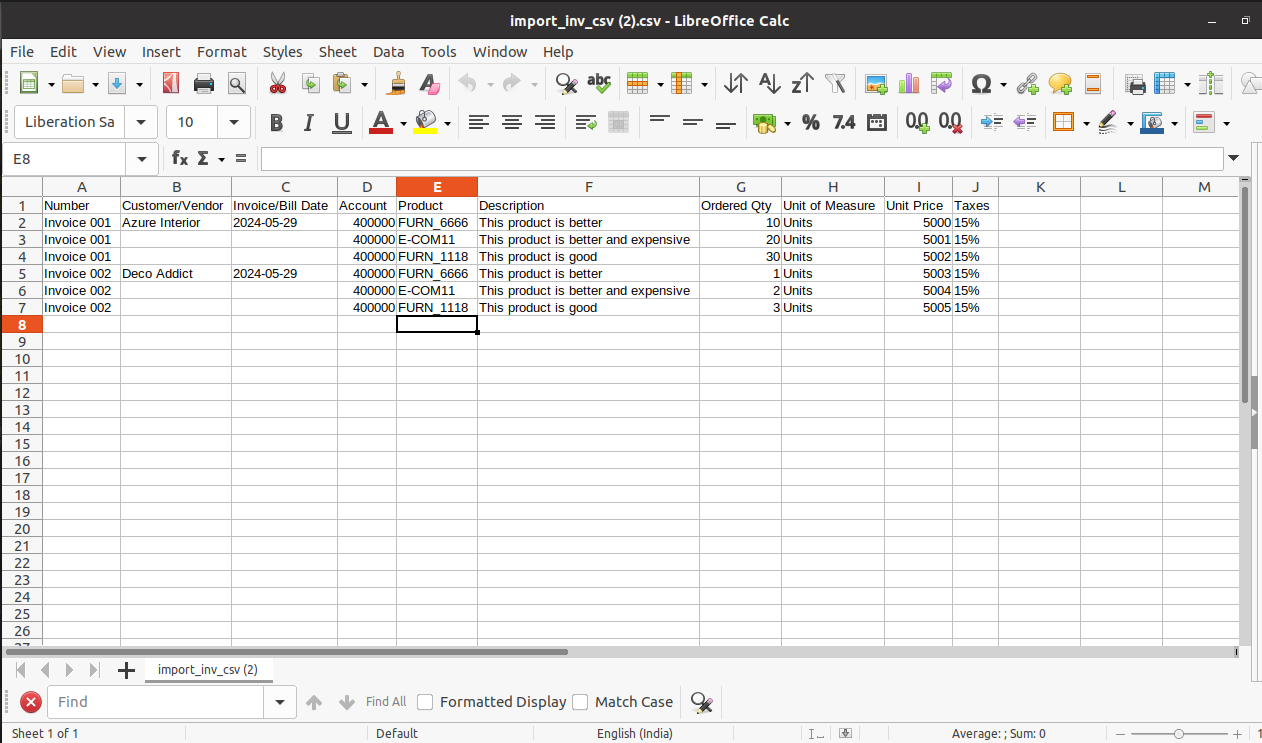 import_inv_csv (2).csv - LibreOffice Calc
File Edit View Insert Format Styles Sheet Data Tools Window Help
abc
Liberation Sa 10 B I U A % 7.4
E8 fx Σ =
A B C D E F G H I J K L M
1 Number Customer/Vendor Invoice/Bill Date Account Product Description Ordered Qty Unit of Measure Unit Price Taxes
2 Invoice 001 Azure Interior 2024-05-29 400000 FURN_6666 This product is better 10 Units 5000 15%
3 Invoice 001 400000 E-COM11 This product is better and expensive 20 Units 5001 15%
4 Invoice 001 400000 FURN_1118 This product is good 30 Units 5002 15%
5 Invoice 002 Deco Addict 2024-05-29 400000 FURN_6666 This product is better 1 Units 5003 15%
6 Invoice 002 400000 E-COM11 This product is better and expensive 2 Units 5004 15%
7 Invoice 002 400000 FURN_1118 This product is good 3 Units 5005 15%
8
9
10
11
12
13
14
15
16
17
18
19
20
21
22
23
24
25
26
import_inv_csv (2)
Find Find All Formatted Display Match Case
Sheet 1 of 1 Default English (India) Average: ; Sum: 0